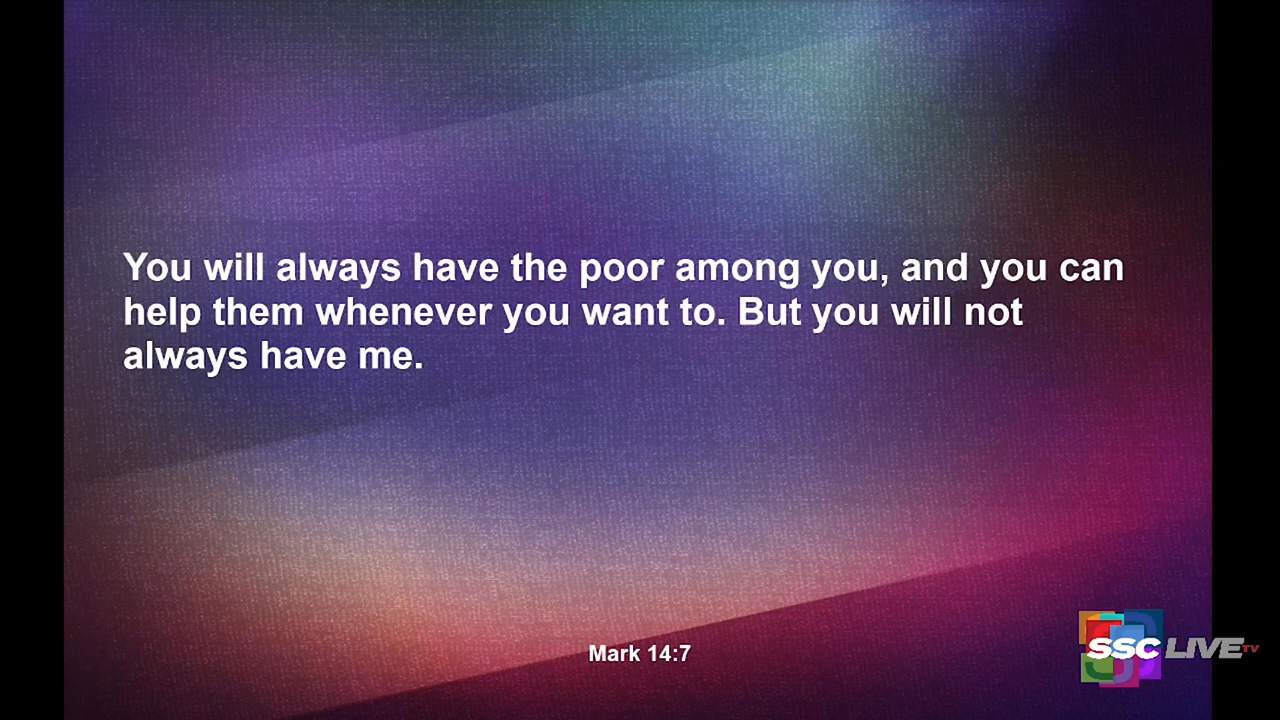 You will always have the poor among you, and you can
help them whenever you want to. But you will not
always have me.
Mark 14:7
SSC LIVE TV